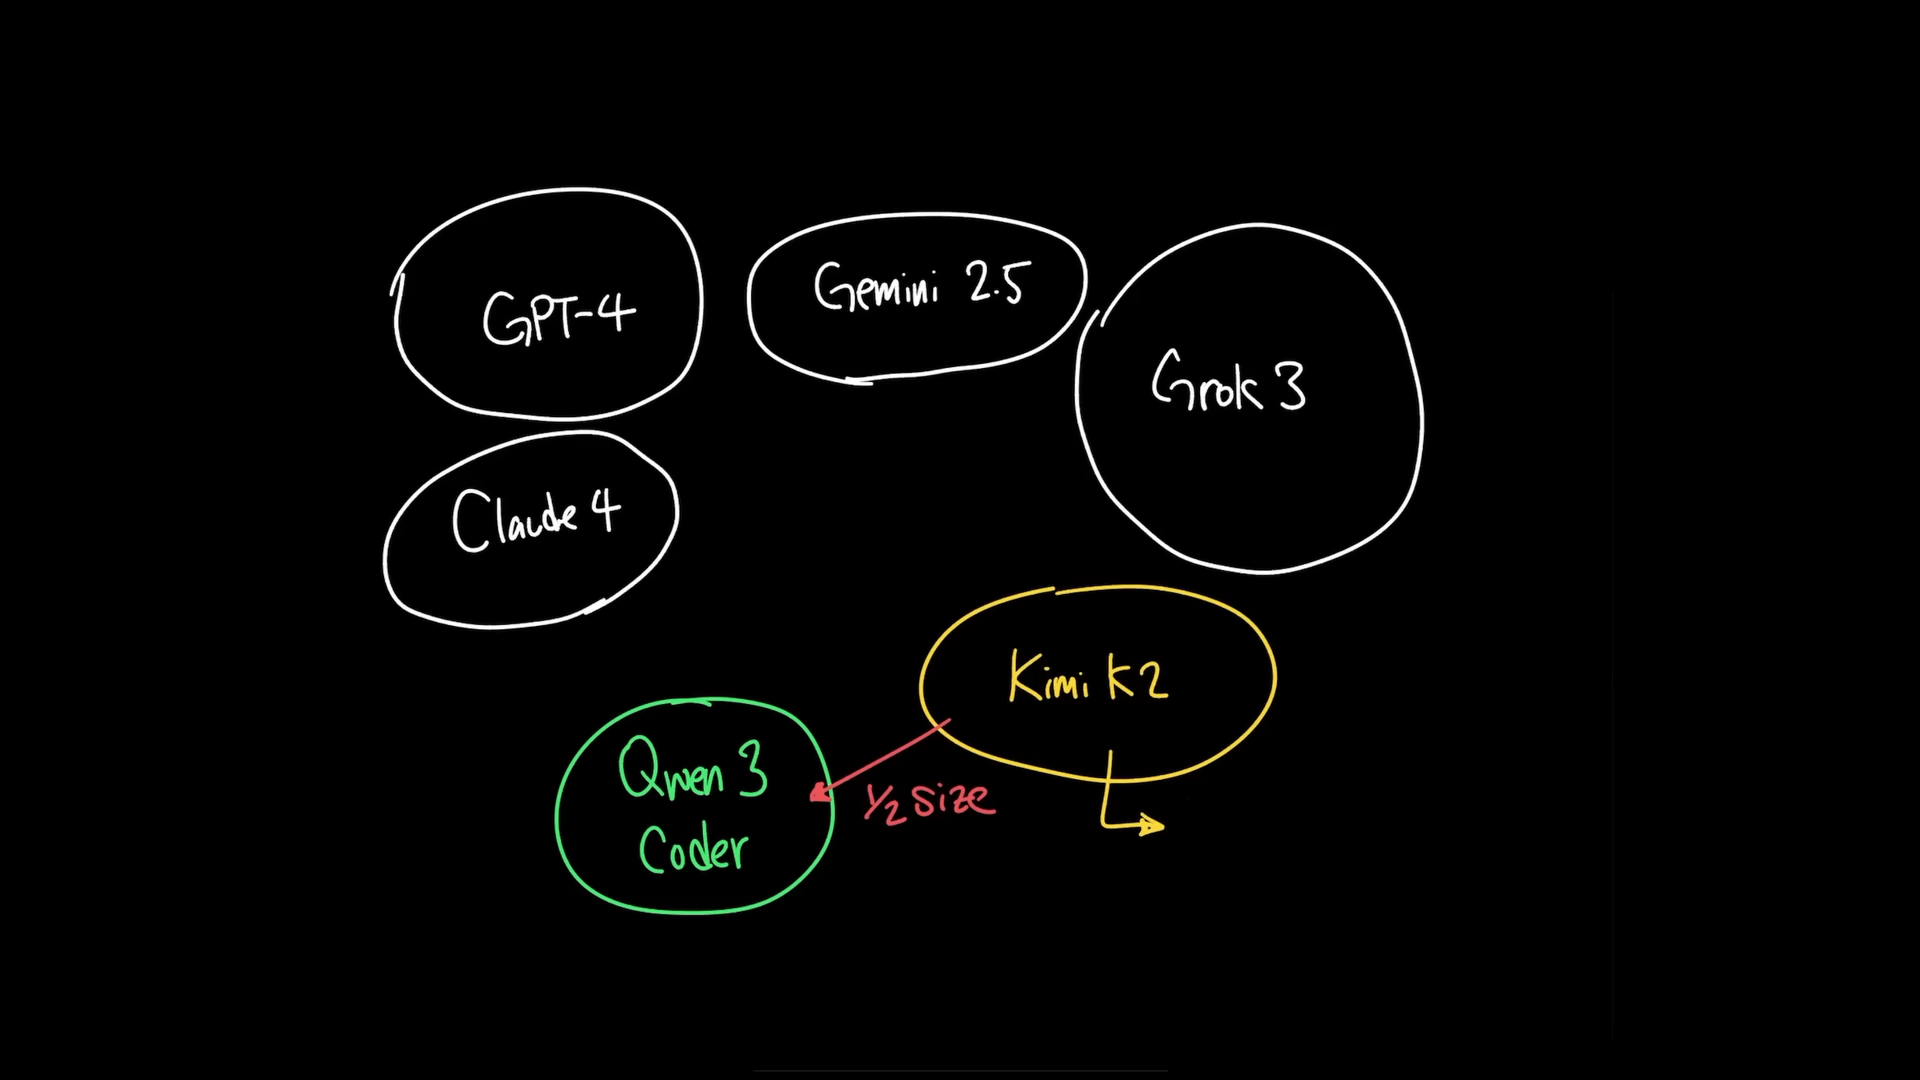 GPT-4
Gemini 2.5
Grok 3
Claude 4
Kimi K2
Qwen 3
Coder
1/2 size